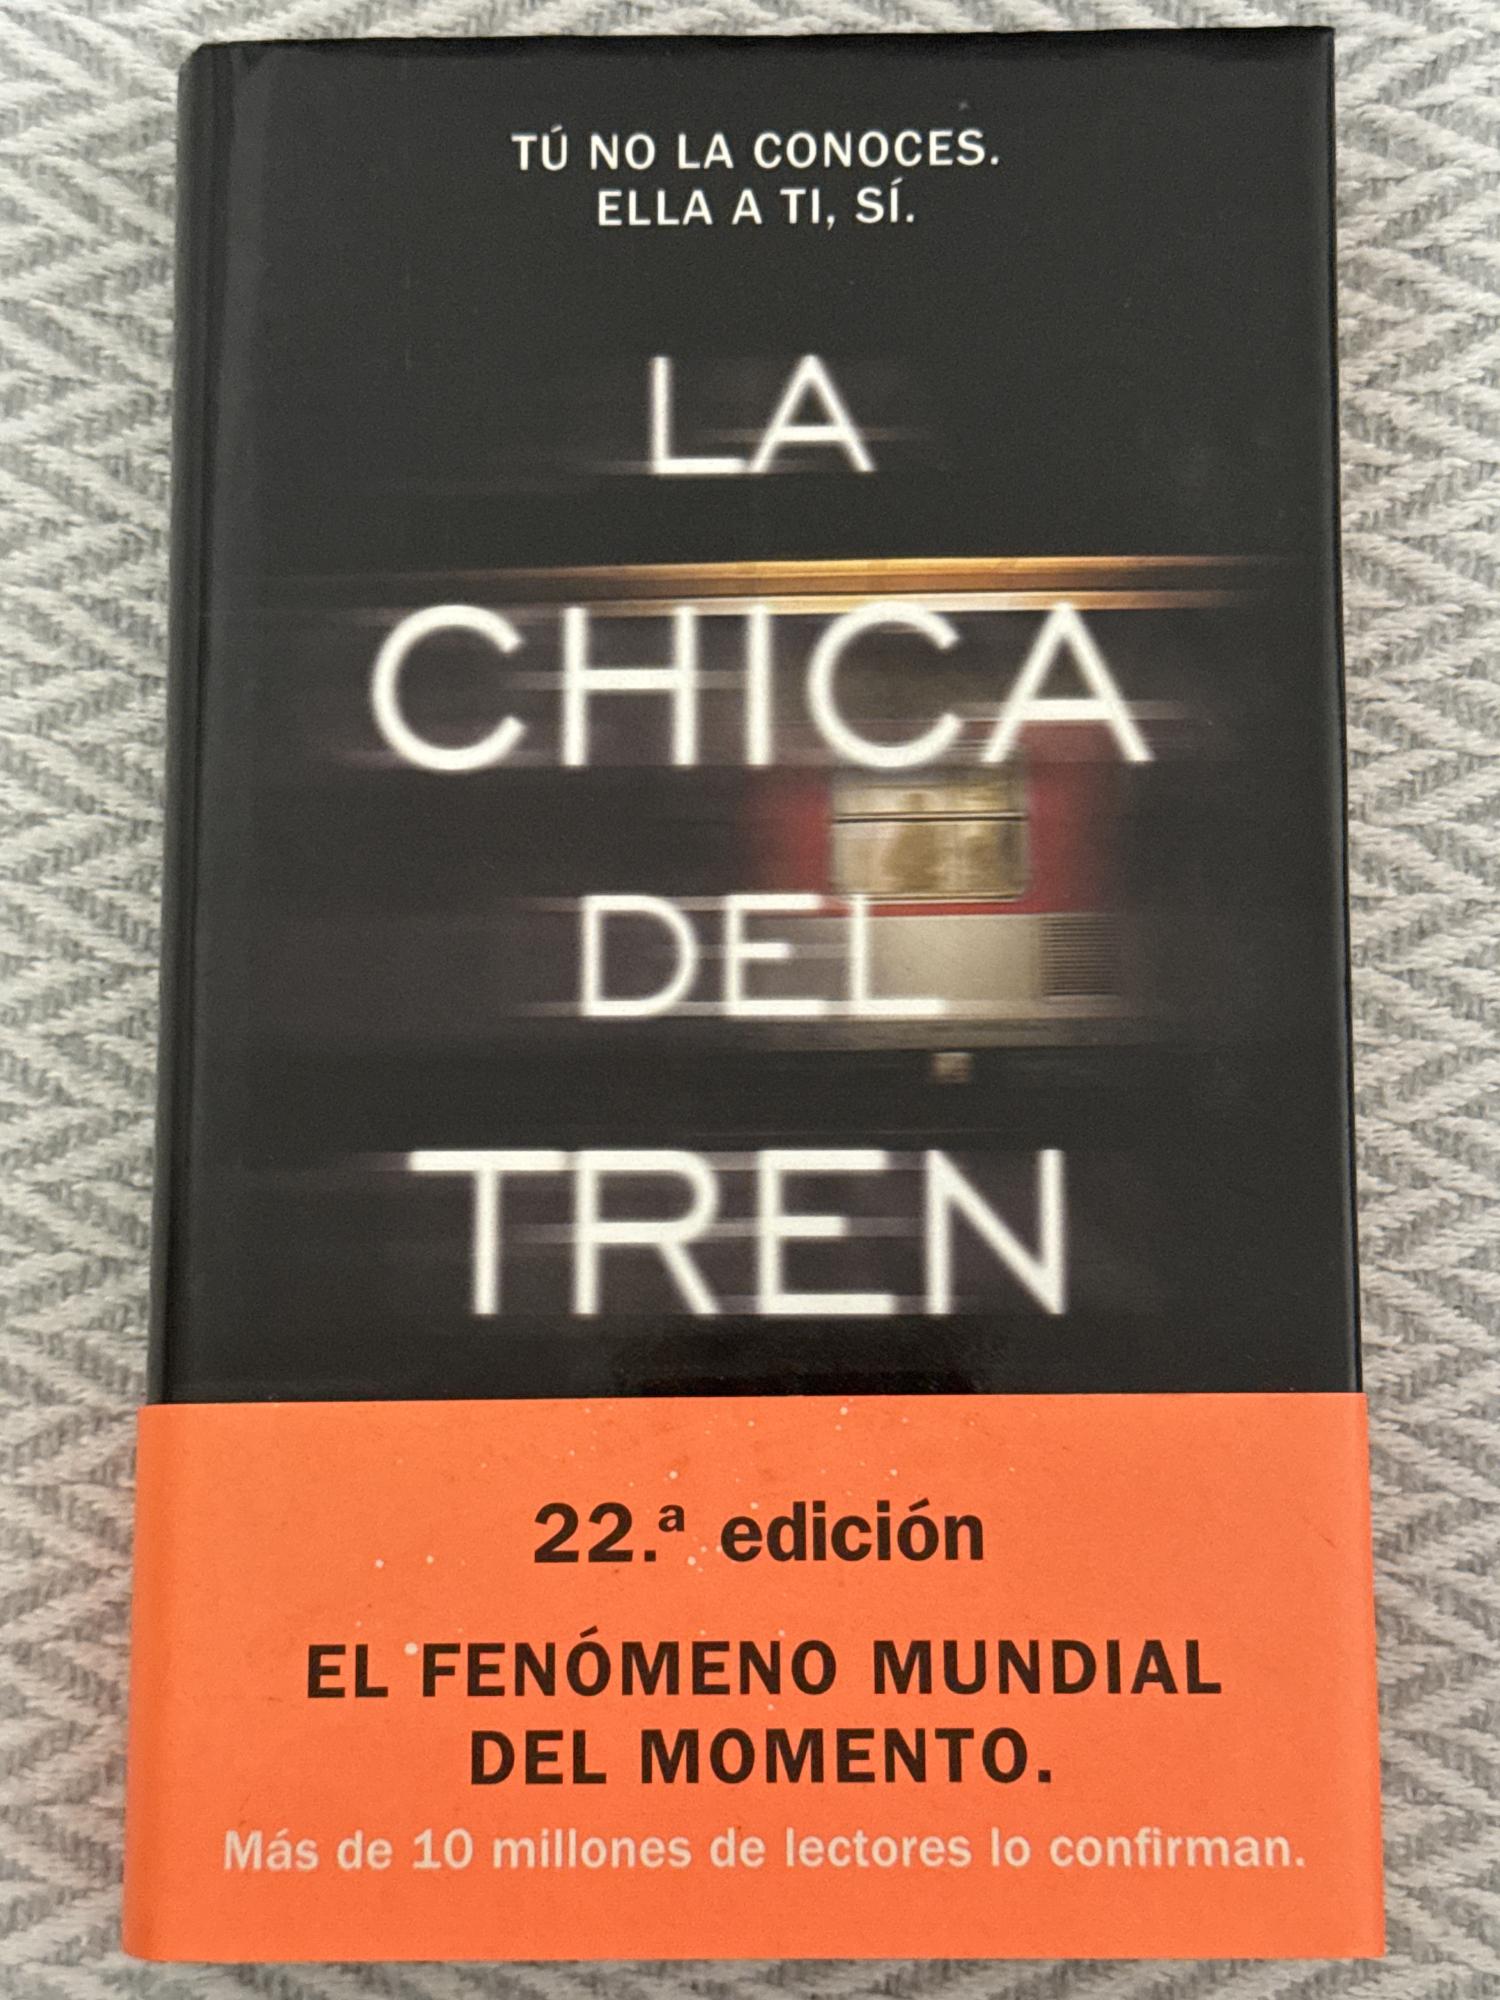 TÚ NO LA CONOCES.
ELLA A TI, SÍ.
LA
CHICA
DEL
TREN
22.ª edición
EL FENÓMENO MUNDIAL
DEL MOMENTO.
Más de 10 millones de lectores lo confirman.